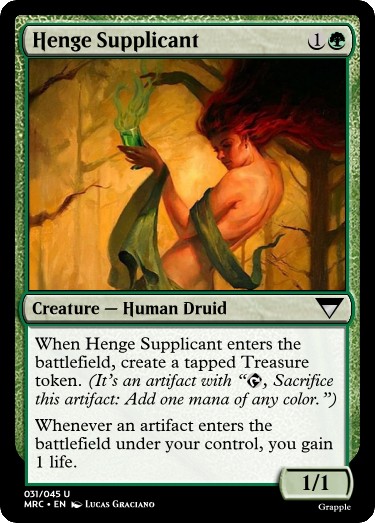 Henge Supplicant 1
Creature — Human Druid
When Henge Supplicant enters the
battlefield, create a tapped Treasure
token. (It's an artifact with “, Sacrifice
this artifact: Add one mana of any color.”)
Whenever an artifact enters the
battlefield under your control, you gain
1 life.
1/1
031/045 U
MRC • EN Lucas Graciano
Grapple